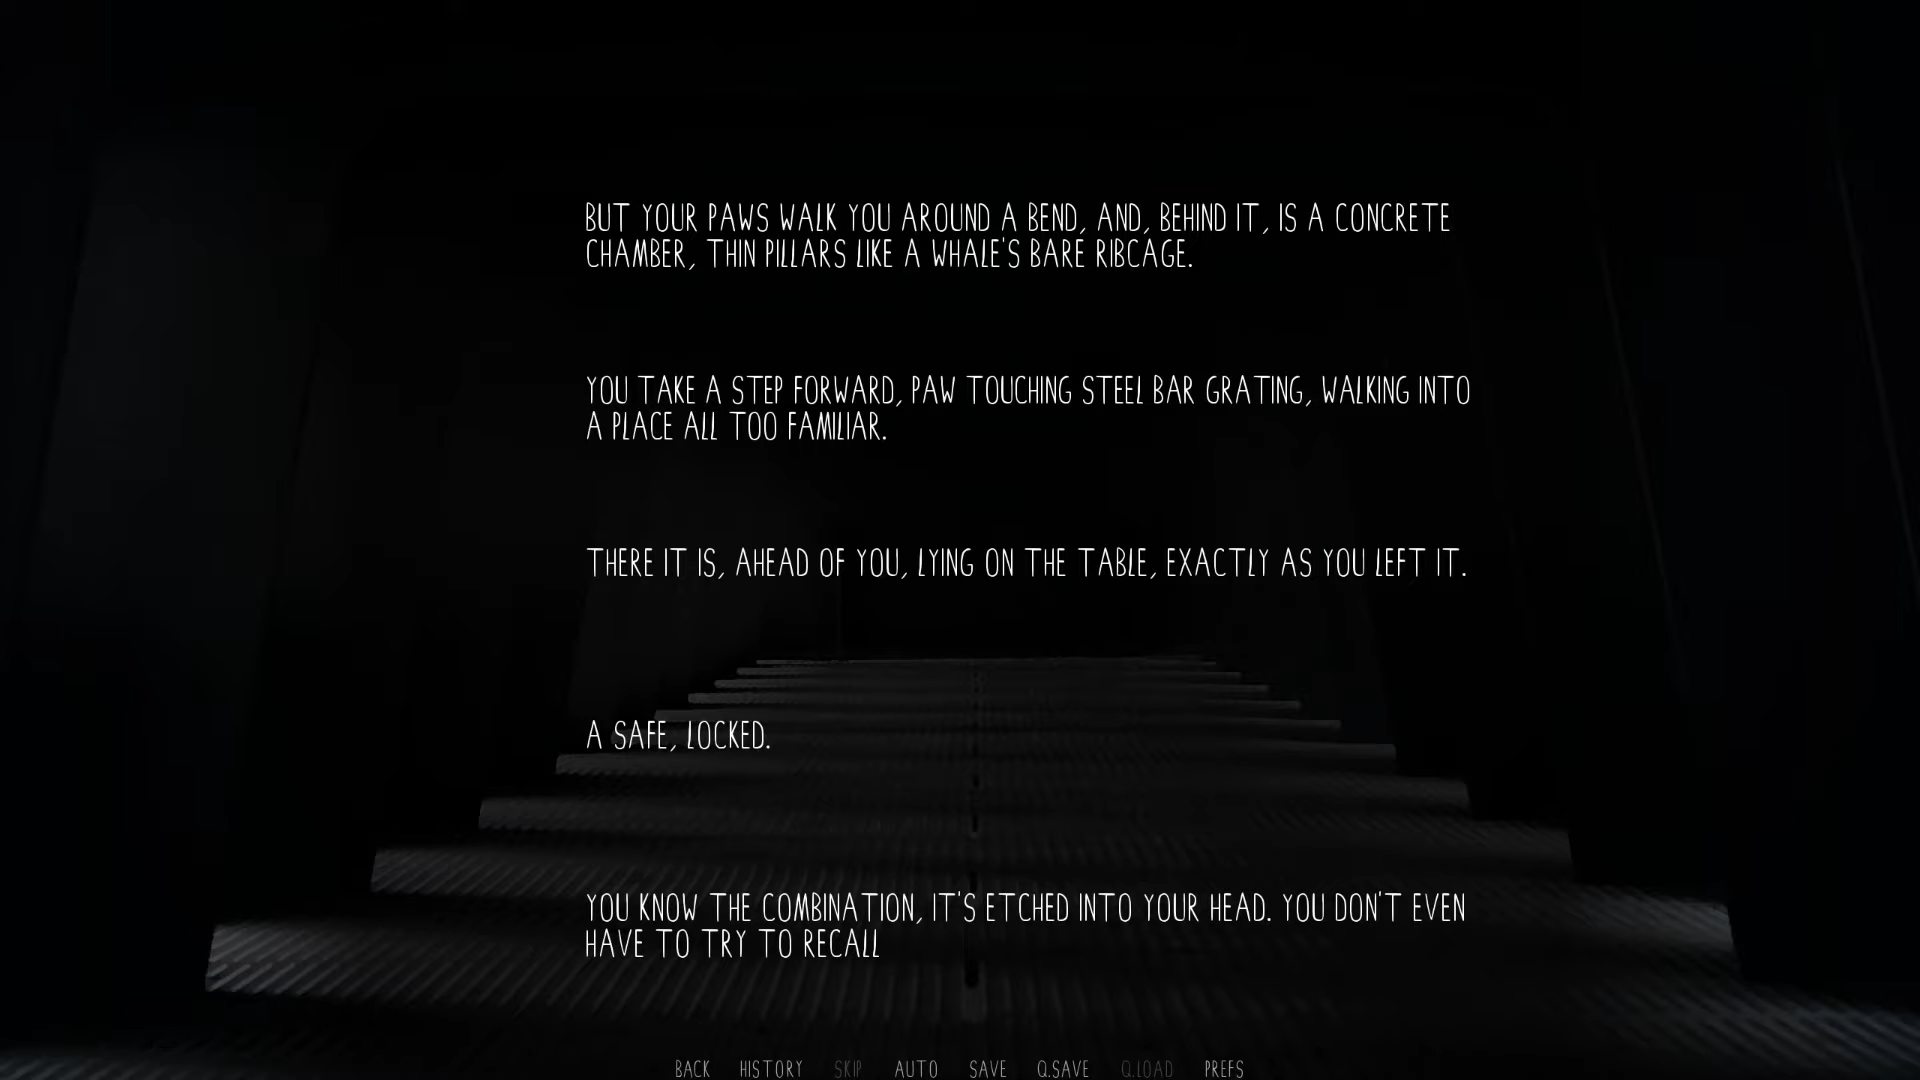 BUT YOUR PAWS WALK YOU AROUND A BEND, AND, BEHIND IT, IS A CONCRETE
CHAMBER, THIN PILLARS LIKE A WHALE'S BARE RIBCAGE.
YOU TAKE A STEP FORWARD, PAW TOUCHING STEEL BAR GRATING, WALKING INTO
A PLACE ALL TOO FAMILIAR.
THERE IT IS, AHEAD OF YOU, LYING ON THE TABLE, EXACTLY AS YOU LEFT IT.
A SAFE, LOCKED.
YOU KNOW THE COMBINATION, IT'S ETCHED INTO YOUR HEAD. YOU DON'T EVEN
HAVE TO TRY TO RECALL
BACK HISTORY SKIP AUTO SAVE Q.SAVE Q.LOAD PREFS